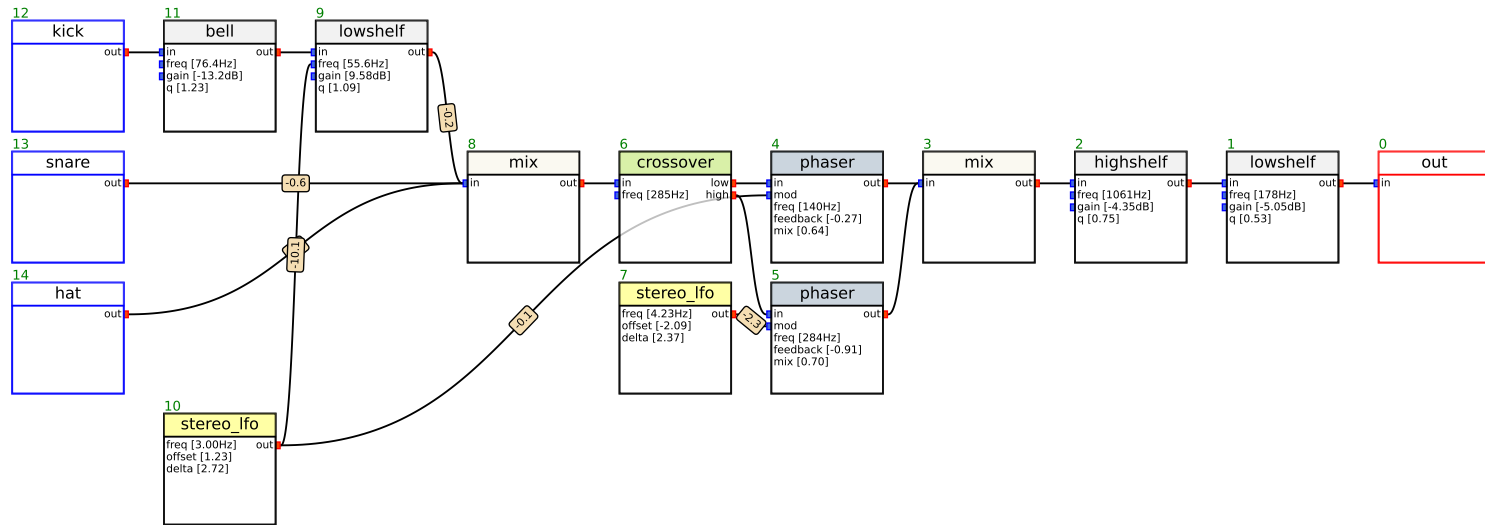 12
kick
out
11
bell
in out
freq [76.4Hz]
gain [-13.2dB]
q [1.23]
9
lowshelf
in out
freq [55.6Hz]
gain [9.58dB]
q [1.09]
-0.2
13
snare
out
-0.6
8
mix
in out
6
crossover
in low
freq [285Hz] high
4
phaser
in out
mod
freq [140Hz]
feedback [-0.27]
mix [0.64]
3
mix
in out
2
highshelf
in out
freq [1061Hz]
gain [-4.35dB]
q [0.75]
1
lowshelf
in out
freq [178Hz]
gain [-5.05dB]
q [0.53]
0
out
in
-10.1
14
hat
out
7
stereo_lfo
freq [4.23Hz] out
offset [-2.09]
delta [2.37]
-2.3
5
phaser
in out
mod
freq [284Hz]
feedback [-0.91]
mix [0.70]
-0.1
10
stereo_lfo
freq [3.00Hz] out
offset [1.23]
delta [2.72]